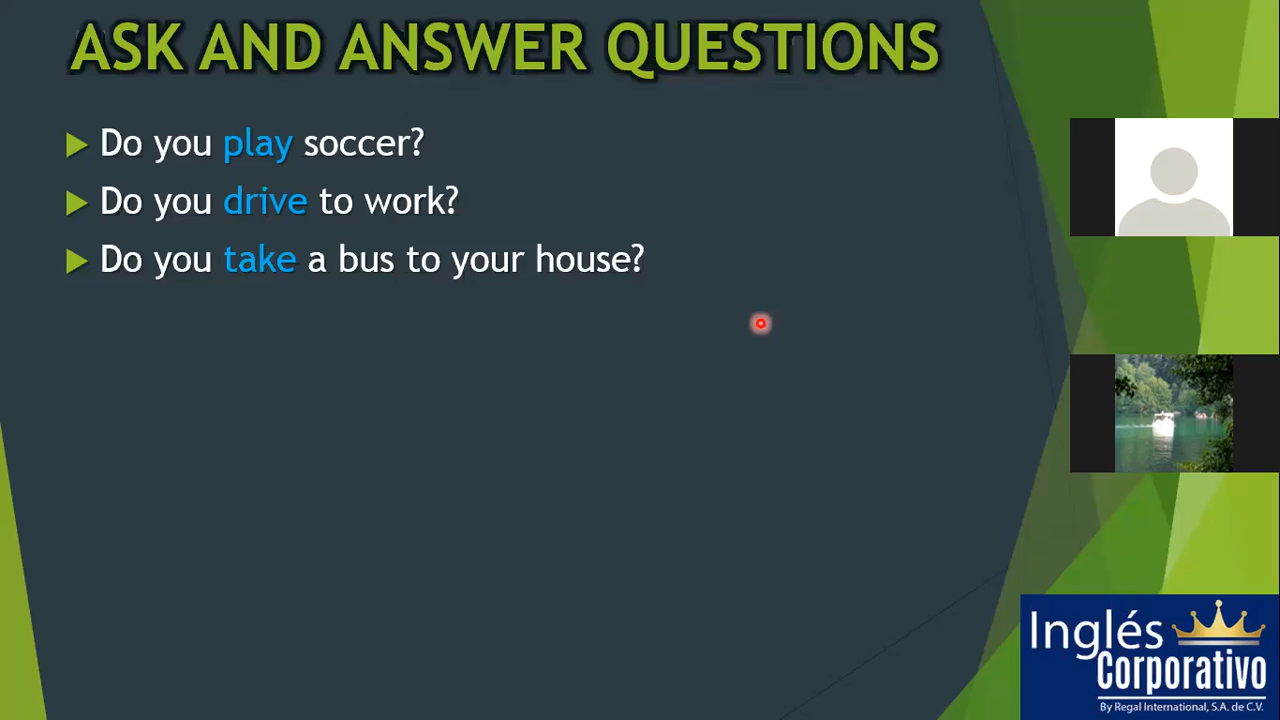 ASK AND ANSWER QUESTIONS
Do you play soccer?
Do you drive to work?
Do you take a bus to your house?
Inglés
Corporativo
By Regal International, S.A. de C.V.